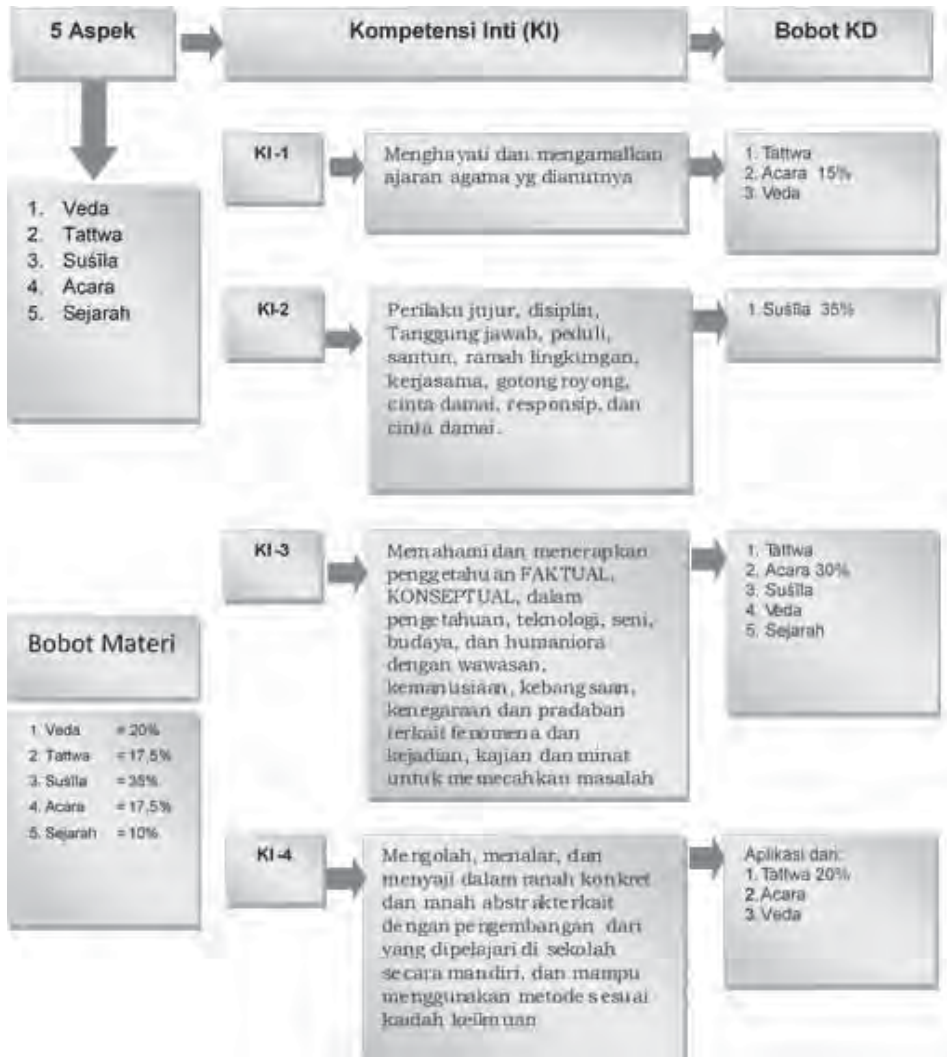 5 Aspek
Kompetensi Inti (KI)
Bobot KD
1. Veda
2. Tattwa
3. Suśīla
4. Acara
5. Sejarah
KI-1
Menghayati dan mengamalkan
ajaran agama yg dianutnya
1. Tattwa
2. Acara 15%
3. Veda
KI-2
Perilaku jujur, disiplin,
Tanggung jawab, peduli,
santun, ramah lingkungan,
kerjasama, gotong royong,
cinta damai, responsip, dan
cinta damai.
1. Suśīla 35%
KI-3
Memahami dan menerapkan
penggetahuan FAKTUAL,
KONSEPTUAL, dalam
pengetahuan, teknologi, seni,
budaya, dan humaniora
dengan wawasan,
kemanusiaan, kebangsaan,
kenegaraan dan pradaban
terkait fenomena dan
kejadian, kajian dan minat
untuk memecahkan masalah
1. Tattwa
2. Acara 30%
3. Suśīla
4. Veda
5. Sejarah
Bobot Materi
1. Veda = 20%
2. Tattwa = 17,5%
3. Suśīla = 35%
4. Acara = 17,5%
5. Sejarah = 10%
KI-4
Mengolah, menalar, dan
menyaji dalam ranah konkret
dan ranah abstrak terkait
dengan pengembangan dari
yang dipelajari di sekolah
secara mandiri, dan mampu
menggunakan metode sesuai
kaidah keilmuan
Aplikasi dari:
1. Tattwa 20%
2. Acara
3. Veda